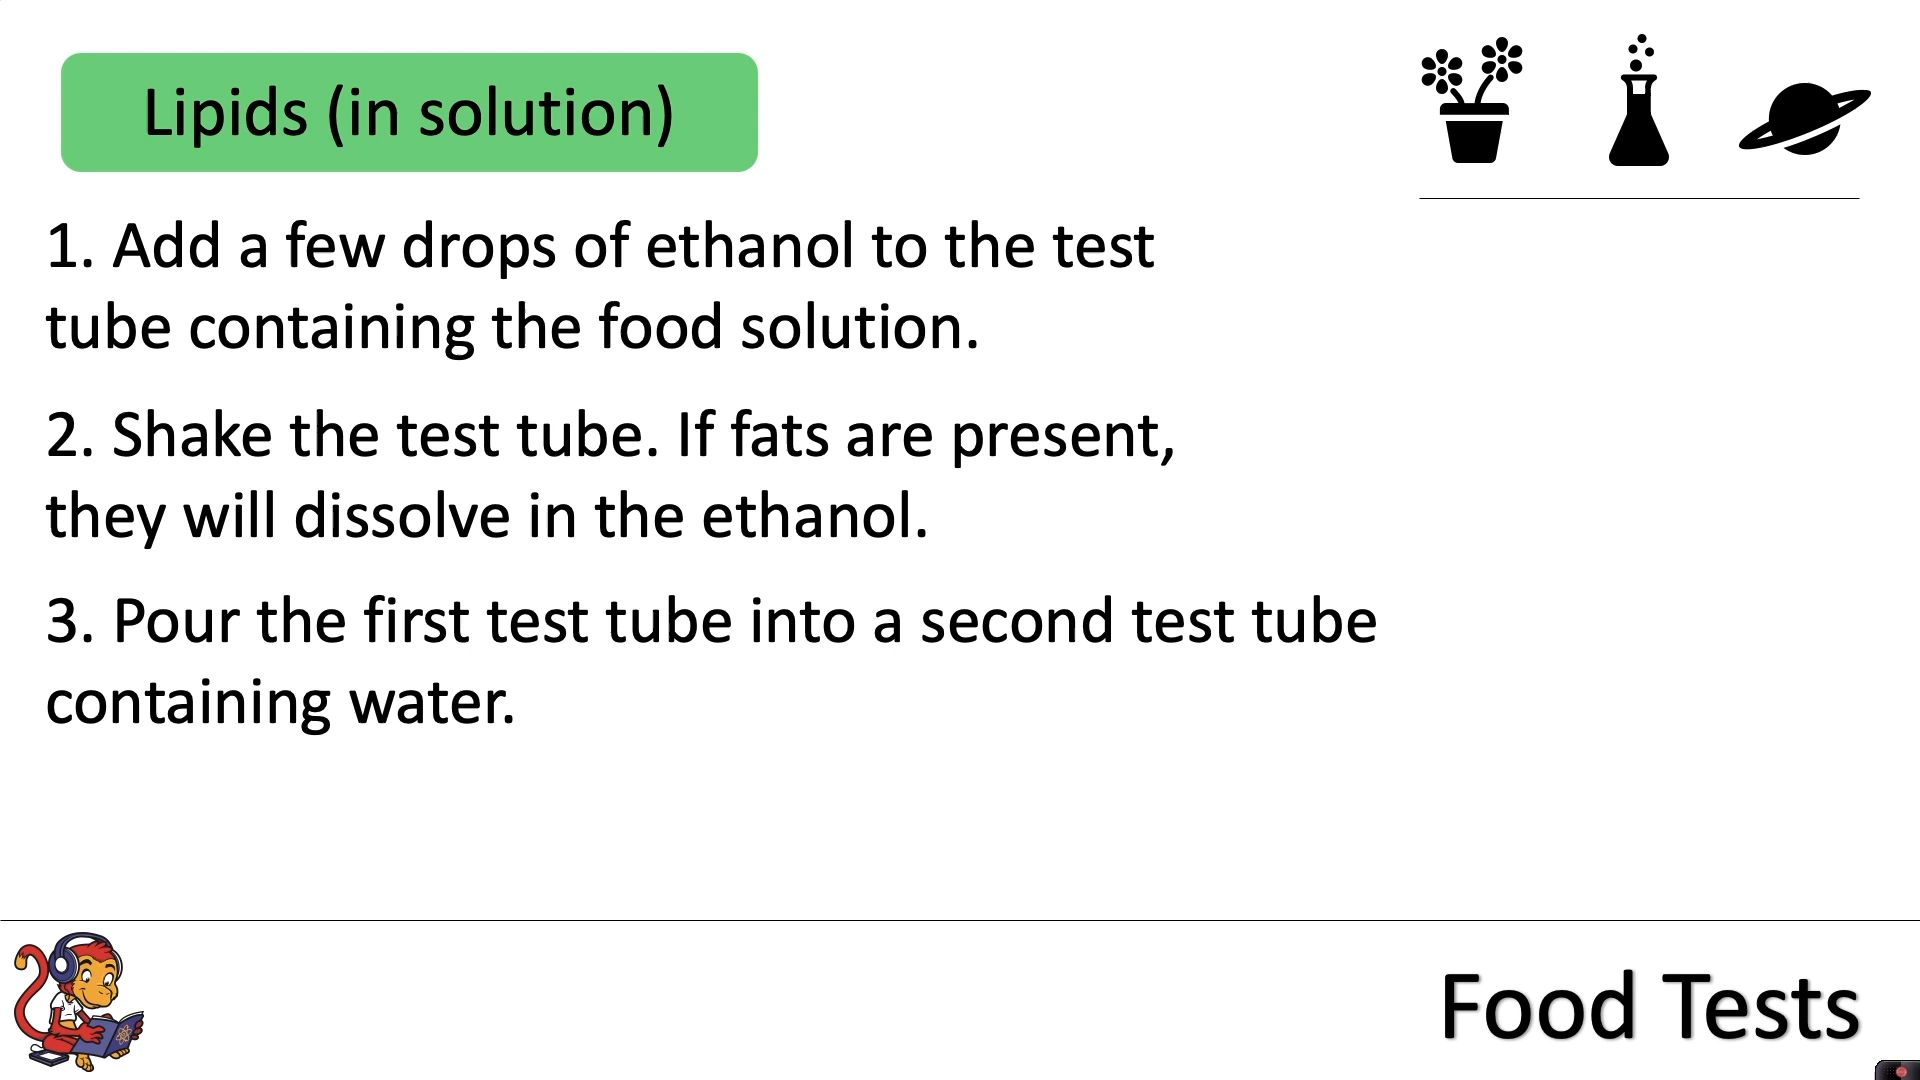 Lipids (in solution)
1. Add a few drops of ethanol to the test
tube containing the food solution.
2. Shake the test tube. If fats are present,
they will dissolve in the ethanol.
3. Pour the first test tube into a second test tube
containing water.
Food Tests